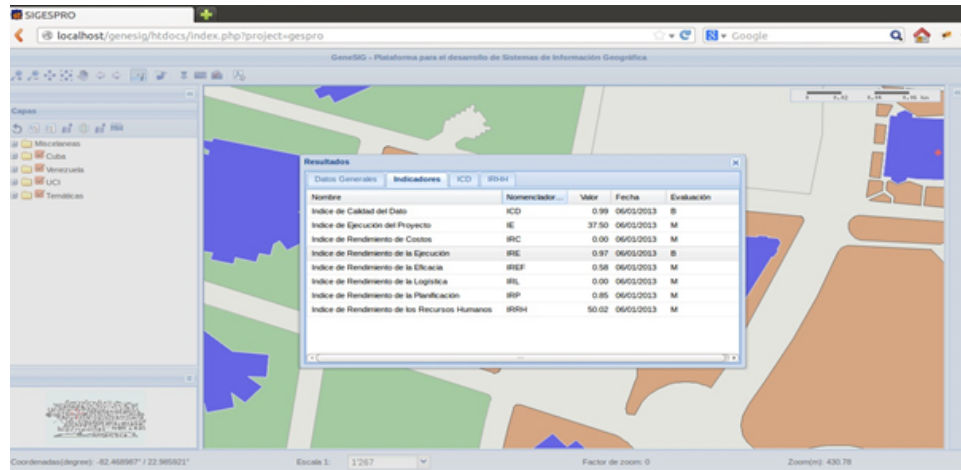 SIGESPRO
localhost/genesig/htdocs/index.php?project=gespro
Google
GeneSIG - Plataforma para el desarrollo de Sistemas de Información Geográfica
Capas
Miscelaneas
Cuba
Venezuela
UCI
Temáticas
Resultados
Datos Generales Indicadores ICD IRHH
Nombre Nomenclador... Valor Fecha Evaluación
Indice de Calidad del Dato ICD 0.99 06/01/2013 B
Indice de Ejecución del Proyecto IE 37.50 06/01/2013 M
Indice de Rendimiento de Costos IRC 0.00 06/01/2013 M
Indice de Rendimiento de la Ejecución IRE 0.97 06/01/2013 B
Indice de Rendimiento de la Eficacia IREF 0.58 06/01/2013 M
Indice de Rendimiento de la Logística IRL 0.00 06/01/2013 M
Indice de Rendimiento de la Planificación IRP 0.85 06/01/2013 M
Indice de Rendimiento de los Recursos Humanos IRRH 50.02 06/01/2013 M
Coordenadas(degree): -82.468987° / 22.985921° Escala 1: 1'267 Factor de zoom: 0 Zoom(m): 430.78